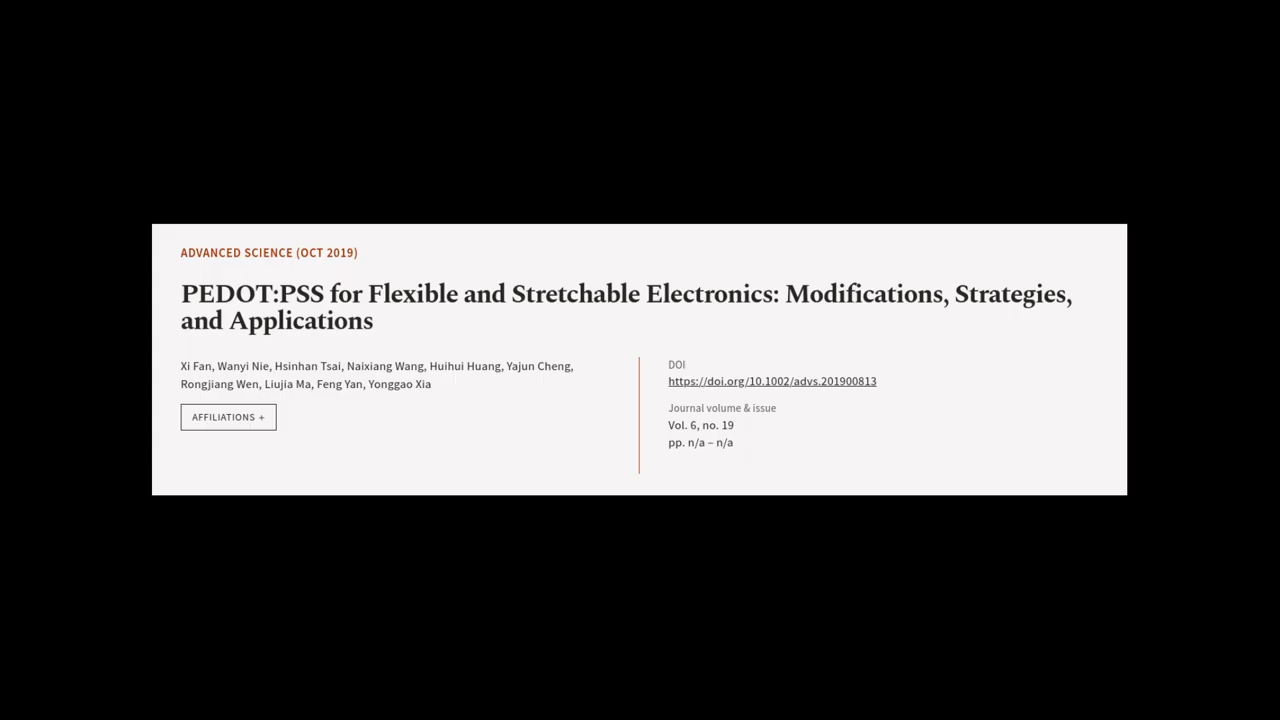 ADVANCED SCIENCE (OCT 2019)
PEDOT:PSS for Flexible and Stretchable Electronics: Modifications, Strategies,
and Applications
Xi Fan, Wanyi Nie, Hsinhan Tsai, Naixiang Wang, Huihui Huang, Yajun Cheng,
Rongjiang Wen, Liujia Ma, Feng Yan, Yonggao Xia
AFFILIATIONS +
DOI
https://doi.org/10.1002/advs.201900813
Journal volume & issue
Vol. 6, no. 19
pp. n/a – n/a